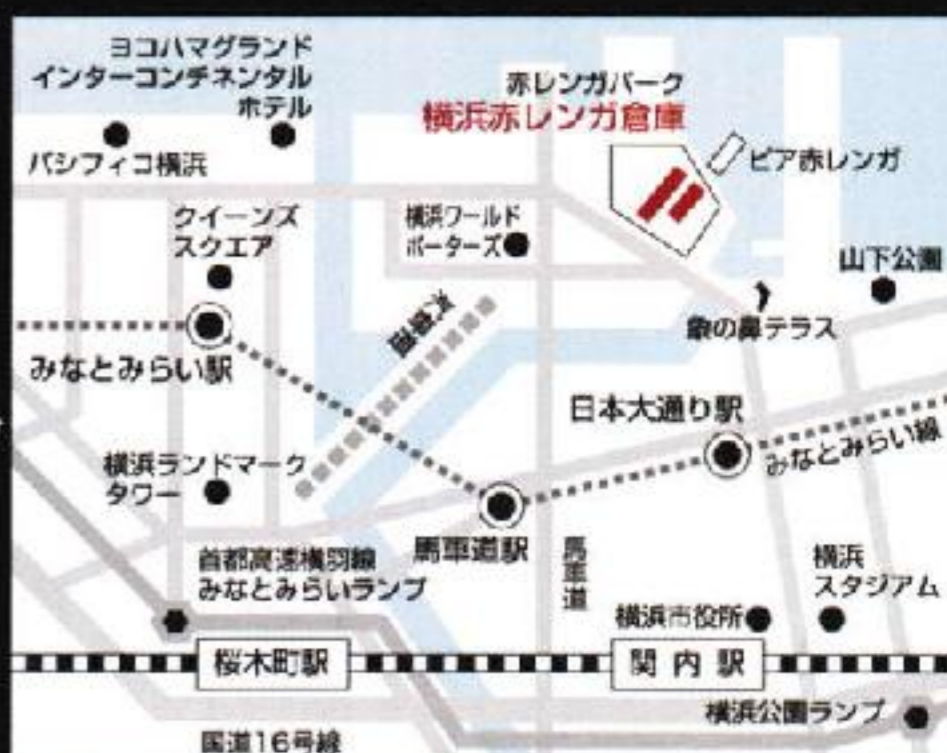 ヨコハマグランド
インターコンチネンタル
ホテル
パシフィコ横浜
赤レンガパーク
横浜赤レンガ倉庫
ピア赤レンガ
クイーンズ
スクエア
横浜ワールド
ポーターズ
山下公園
汽車道
象の鼻テラス
みなとみらい駅
日本大通り駅
みなとみらい線
横浜ランドマーク
タワー
馬車道駅
馬車道
首都高速横羽線
みなとみらいランプ
横浜
スタジアム
横浜市役所
桜木町駅
関内駅
横浜公園ランプ
国道16号線